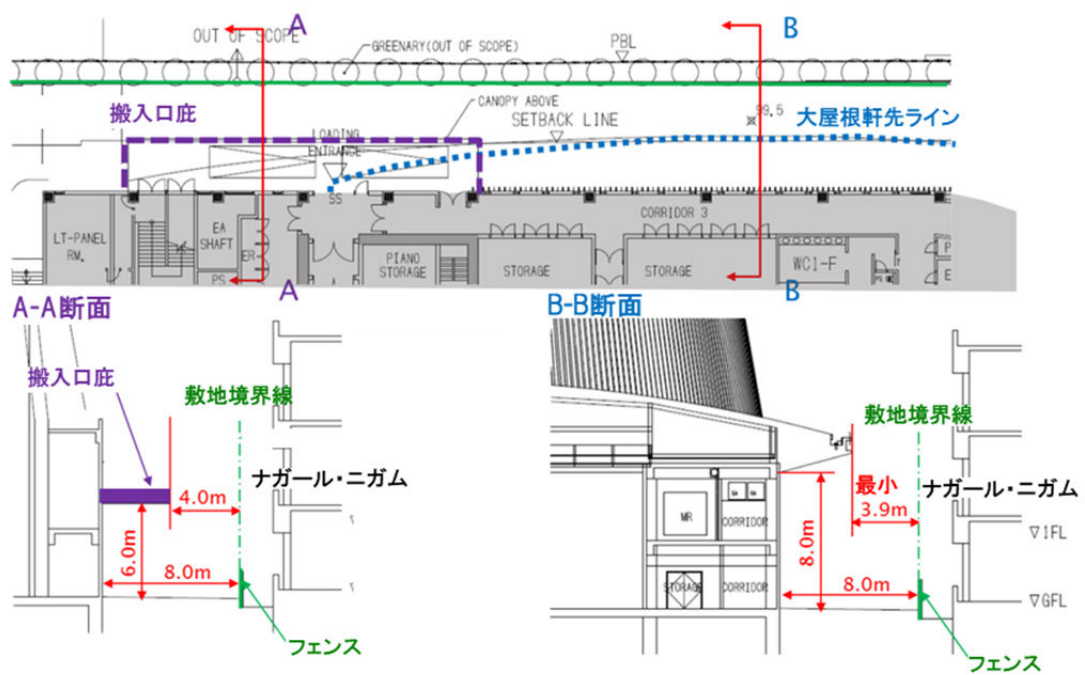 A
B
OUT OF SCOPE
GREENARY(OUT OF SCOPE)
PBL
搬入口庇
CANOPY ABOVE
SETBACK LINE
99.5
大屋根軒先ライン
LOADING
ENTRANCE
SS
CORRIDOR 3
LT-PANEL
RM.
EA
SHAFT
ER
PS
PIANO
STORAGE
STORAGE
STORAGE
WC1-F
A
B
A-A断面
B-B断面
搬入口庇
敷地境界線
ナガール・ニガム
4.0m
6.0m
8.0m
フェンス
敷地境界線
最小
ナガール・ニガム
3.9m
MR
CORRIDOR
8.0m
1FL
STORAGE
CORRIDOR
8.0m
GFL
フェンス